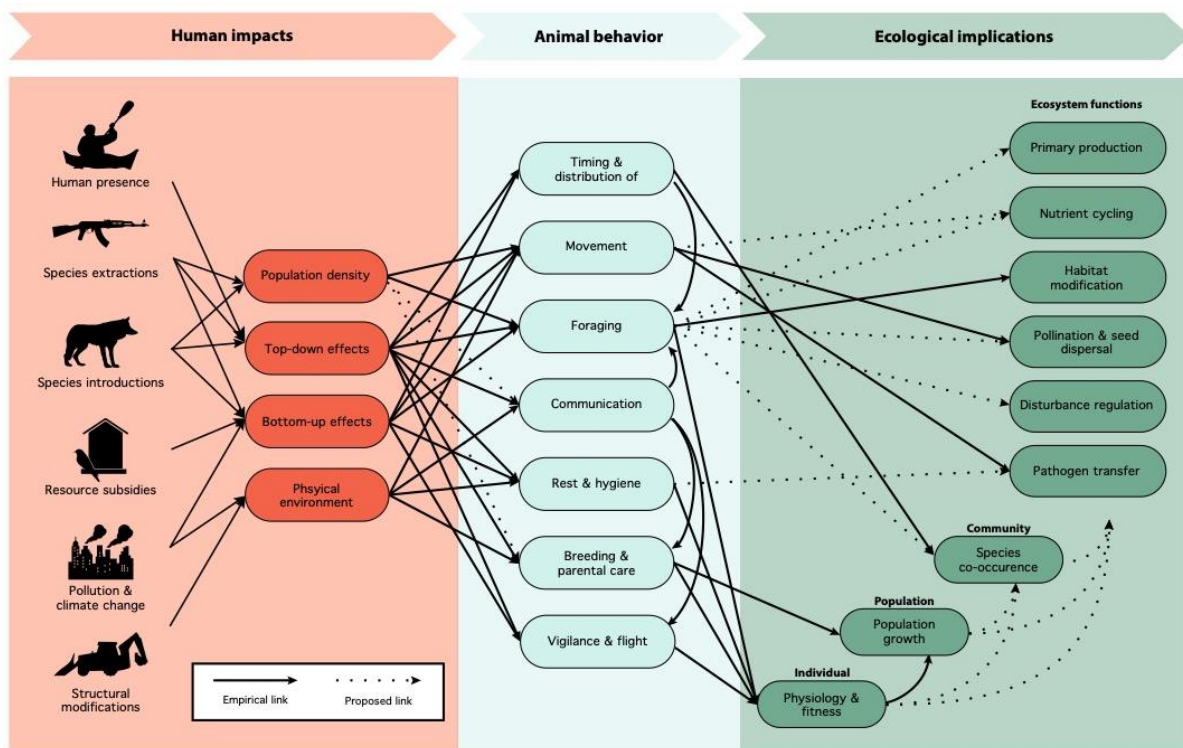 Human impacts
Animal behavior
Ecological implications
Human presence
Species extractions
Species introductions
Resource subsidies
Pollution &
climate change
Structural
modifications
Population density
Top-down effects
Bottom-up effects
Phsyical
environment
Empirical link
Proposed link
Timing &
distribution of
Movement
Foraging
Communication
Rest & hygiene
Breeding &
parental care
Vigilance & flight
Ecosystem functions
Primary production
Nutrient cycling
Habitat
modification
Pollination & seed
dispersal
Disturbance regulation
Pathogen transfer
Community
Species
co-occurence
Population
Population
growth
Individual
Physiology &
fitness